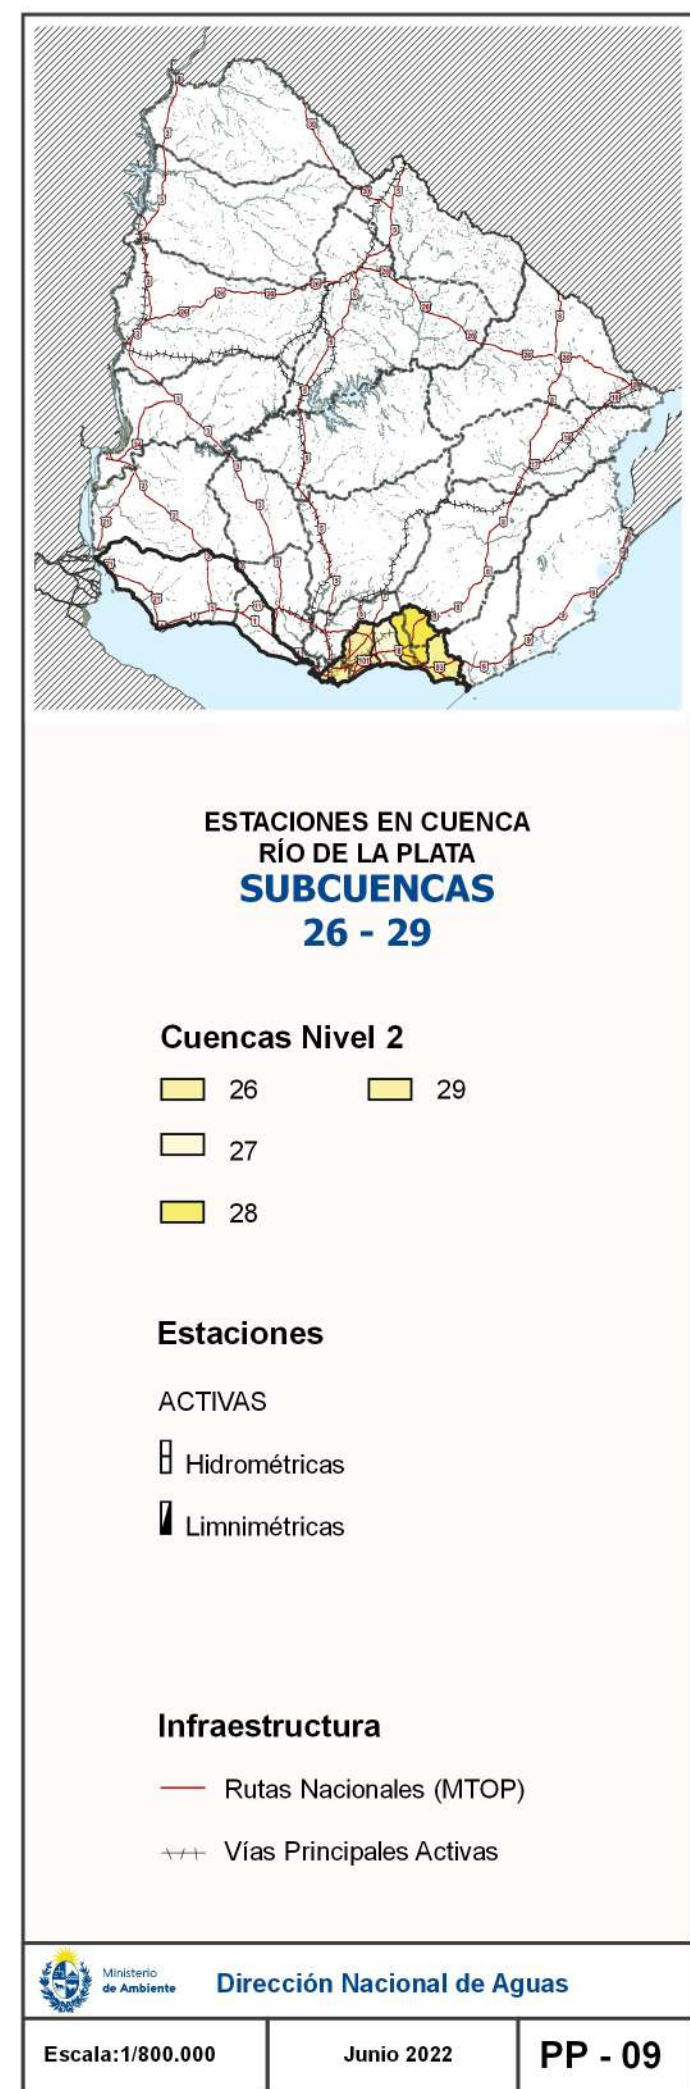 ESTACIONES EN CUENCA
RÍO DE LA PLATA
SUBCUENCAS
26 - 29
Cuencas Nivel 2
26
29
27
28
Estaciones
ACTIVAS
Hidrométricas
Limnimétricas
Infraestructura
Rutas Nacionales (MTOP)
Vías Principales Activas
Ministerio
de Ambiente
Dirección Nacional de Aguas
Escala:1/800.000
Junio 2022
PP - 09